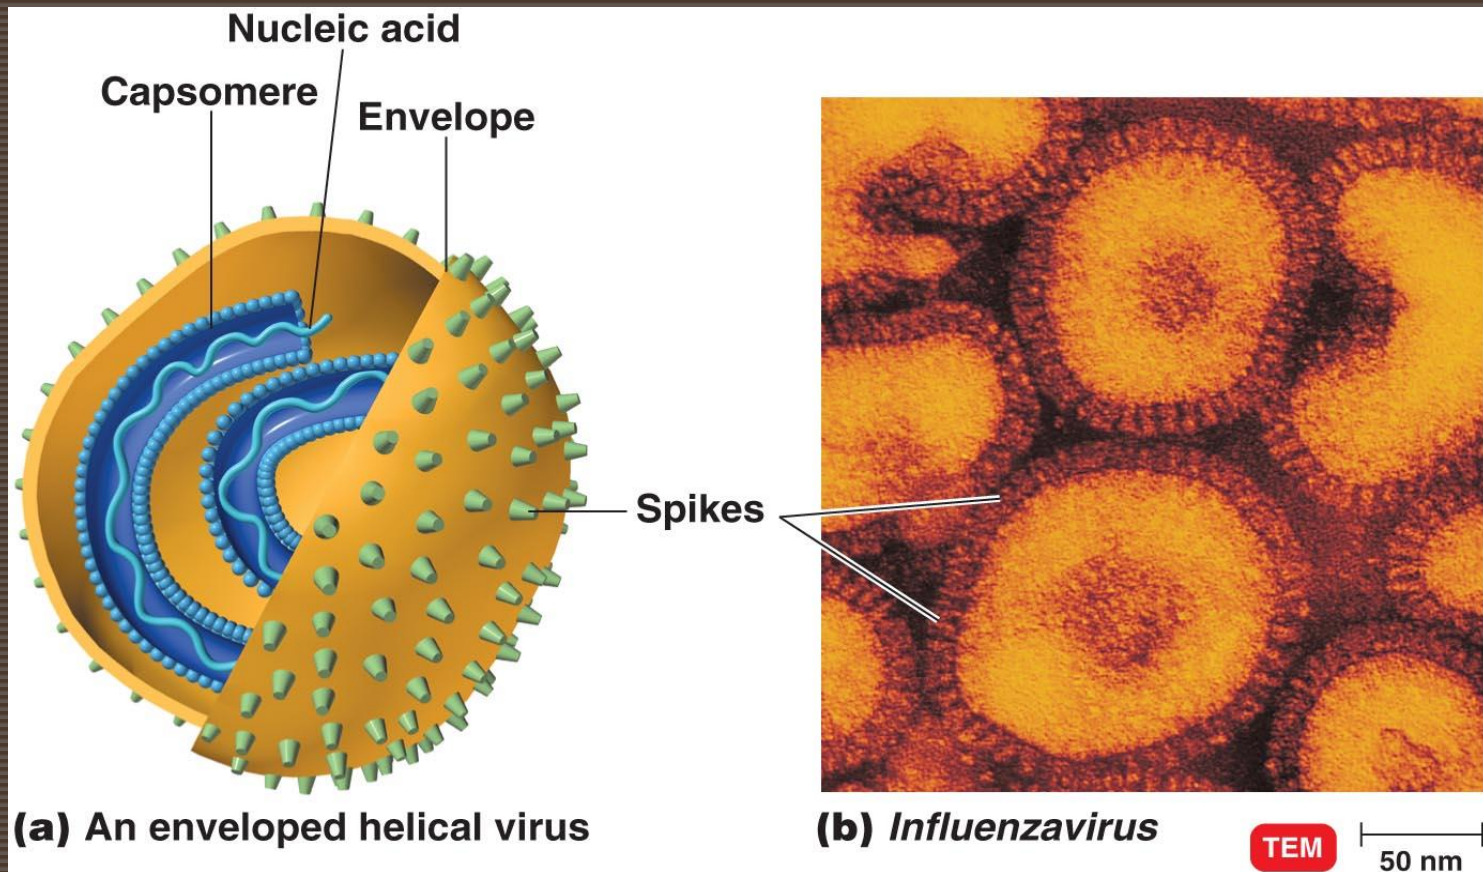 Nucleic acid
Capsomere
Envelope
Spikes
(a) An enveloped helical virus
(b) Influenzavirus
TEM
50 nm